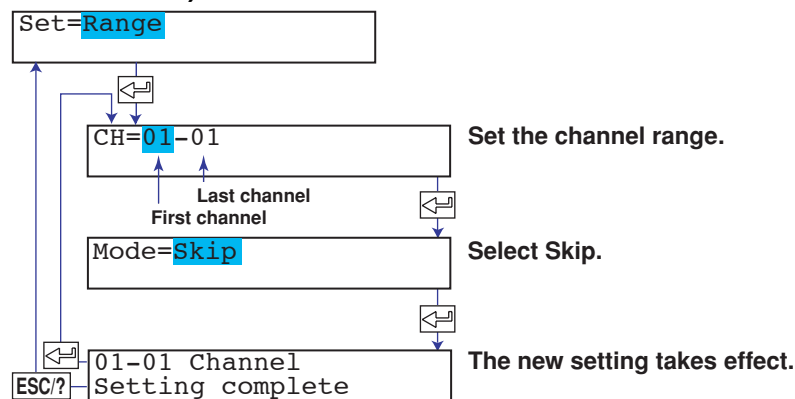 Set=Range
CH=01-01
Set the channel range.
Last channel
First channel
Mode=Skip
Select Skip.
01-01 Channel
The new setting takes effect.
ESC/?
Setting complete